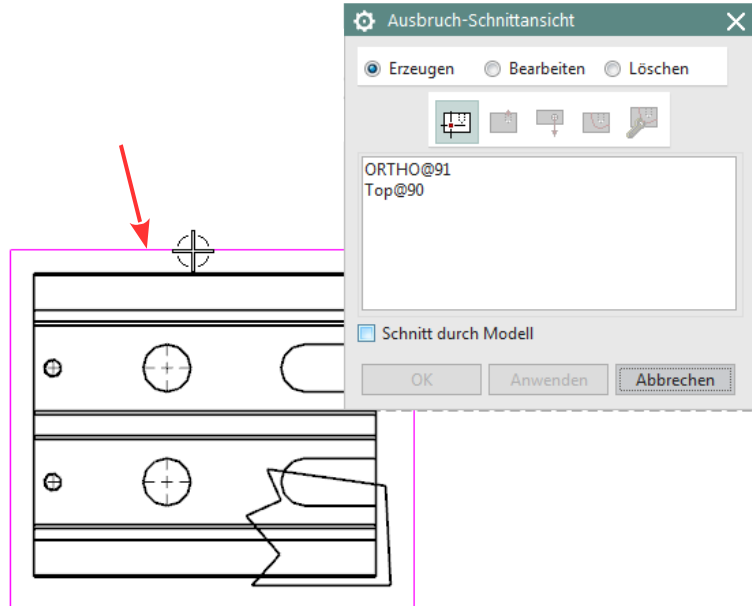 Ausbruch-Schnittansicht
Erzeugen Bearbeiten Löschen
ORTHO@91
Top@90
Schnitt durch Modell
OK Anwenden Abbrechen